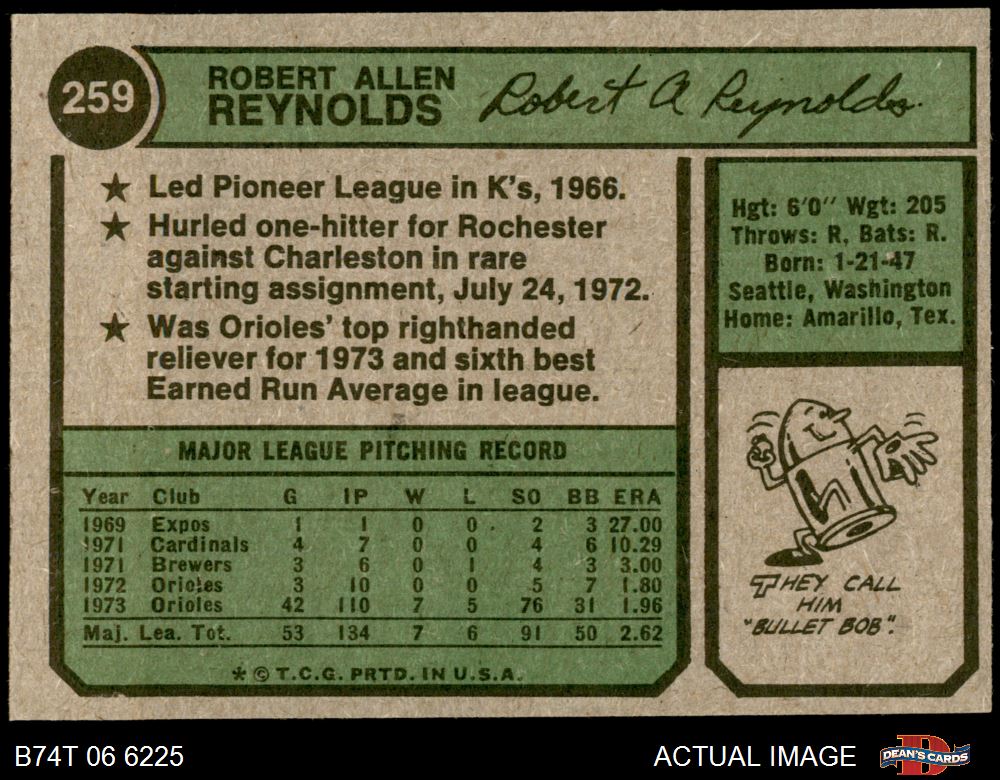 259
ROBERT ALLEN
REYNOLDS
Robert A Reynolds.
★ Led Pioneer League in K's, 1966.
★ Hurled one-hitter for Rochester
against Charleston in rare
starting assignment, July 24, 1972.
★ Was Orioles' top righthanded
reliever for 1973 and sixth best
Earned Run Average in league.
Hgt: 6'0" Wgt: 205
Throws: R. Bats: R.
Born: 1-21-47
Seattle, Washington
Home: Amarillo, Tex.
MAJOR LEAGUE PITCHING RECORD
Year Club G IP W L SO BB ERA
1969 Expos 1 1 0 0 2 3 27.00
1971 Cardinals 4 7 0 0 4 6 10.29
1971 Brewers 3 6 0 1 4 3 3.00
1972 Orioles 3 10 0 0 5 7 1.80
1973 Orioles 42 110 7 5 76 31 1.96
Maj. Lea. Tot. 53 134 7 6 91 50 2.62
* © T.C.G. PRTD. IN U.S.A.
THEY CALL
HIM
"BULLET BOB".
B74T 06 6225
ACTUAL IMAGE
D
DEAN'S CARDS